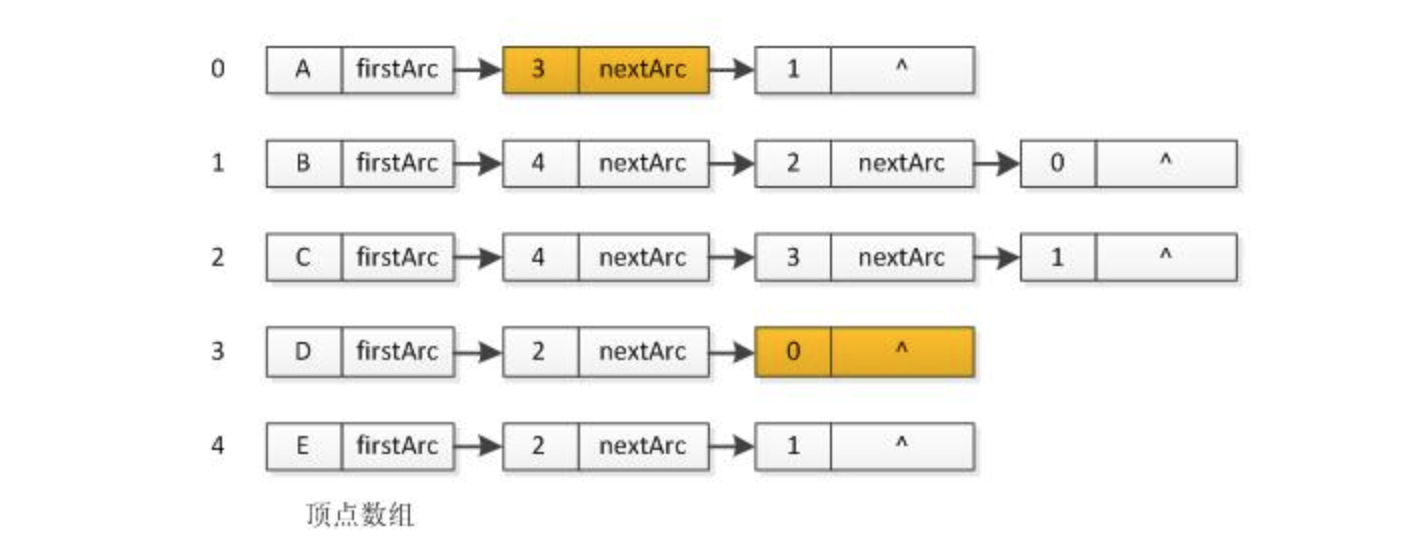 0 A firstArc 3 nextArc 1 ^
1 B firstArc 4 nextArc 2 nextArc 0 ^
2 C firstArc 4 nextArc 3 nextArc 1 ^
3 D firstArc 2 nextArc 0 ^
4 E firstArc 2 nextArc 1 ^
顶点数组